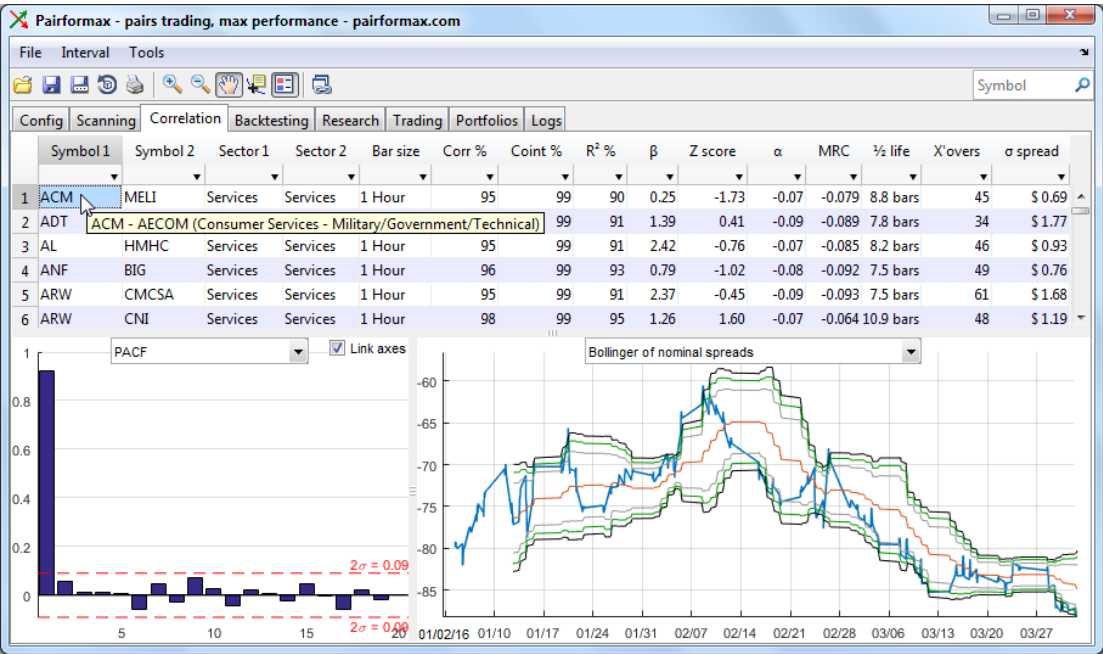 Pairformax - pairs trading, max performance - pairformax.com
File Interval Tools
Symbol
Config Scanning Correlation Backtesting Research Trading Portfolios Logs
Symbol 1 Symbol 2 Sector 1 Sector 2 Bar size Corr % Coint % R² % β Z score α MRC ½ life X'overs σ spread
1 ACM MELI Services Services 1 Hour 95 99 90 0.25 -1.73 -0.07 -0.079 8.8 bars 45 $ 0.69
2 ADT ACM - AECOM (Consumer Services - Military/Government/Technical) 99 91 1.39 0.41 -0.09 -0.089 7.8 bars 34 $ 1.77
3 AL HMHC Services Services 1 Hour 95 99 91 2.42 -0.76 -0.07 -0.085 8.2 bars 46 $ 0.93
4 ANF BIG Services Services 1 Hour 96 99 93 0.79 -1.02 -0.08 -0.092 7.5 bars 49 $ 0.76
5 ARW CMCSA Services Services 1 Hour 95 99 91 2.37 -0.45 -0.09 -0.093 7.5 bars 61 $ 1.68
6 ARW CNI Services Services 1 Hour 98 99 95 1.26 1.60 -0.07 -0.064 10.9 bars 48 $ 1.19
PACF Link axes
1
0.8
0.6
0.4
0.2
0
2σ = 0.09
2σ = 0.09
5 10 15 20
Bollinger of nominal spreads
-60
-65
-70
-75
-80
-85
01/02/16 01/10 01/17 01/24 01/31 02/07 02/14 02/21 02/28 03/06 03/13 03/20 03/27